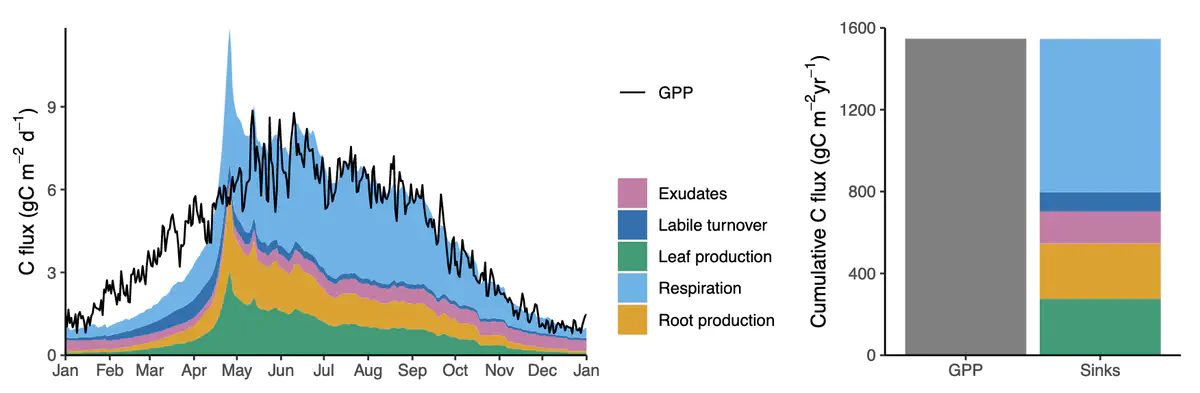 C flux (gC m⁻² d⁻¹)
9
6
3
0
Jan Feb Mar Apr May Jun Jul Aug Sep Oct Nov Dec Jan
GPP
Exudates
Labile turnover
Leaf production
Respiration
Root production
Cumulative C flux (gC m⁻²yr⁻¹)
1600
1200
800
400
0
GPP Sinks